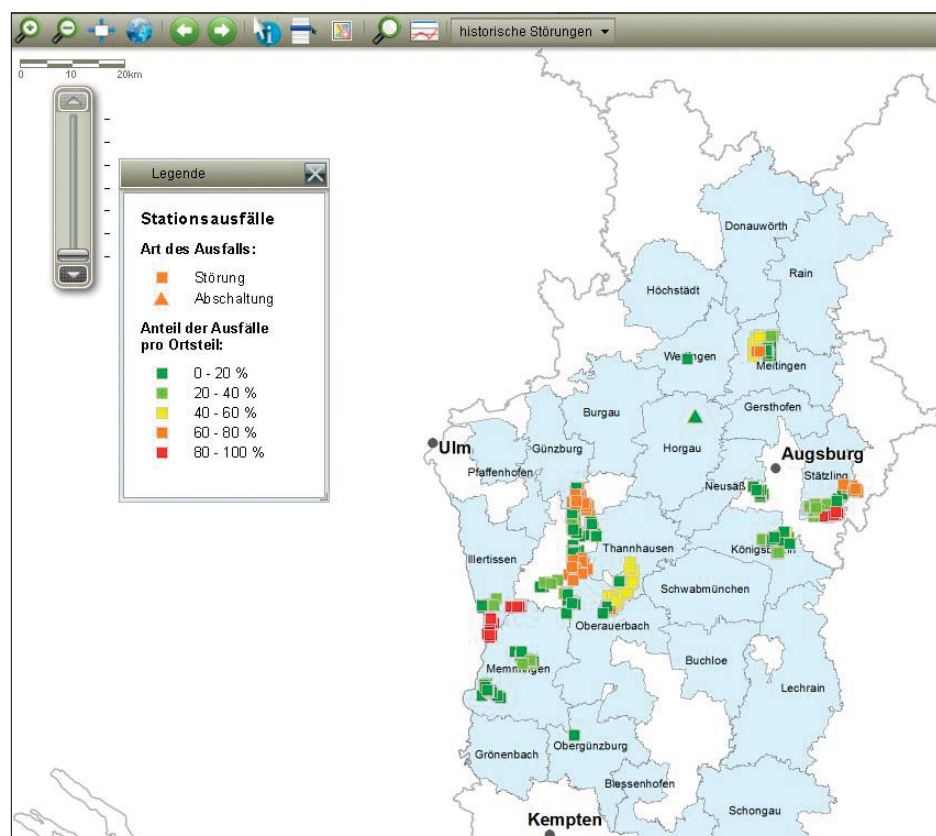 historische Störungen
0 10 20km
Legende
Stationsausfälle
Art des Ausfalls:
Störung
Abschaltung
Anteil der Ausfälle
pro Ortsteil:
0 - 20 %
20 - 40 %
40 - 60 %
60 - 80 %
80 - 100 %
Donauwörth
Rain
Höchstädt
Meitingen
Gersthofen
Burgau
Horgau
Augsburg
Ulm
Günzburg
Pfaffenhofen
Stätzling
Neusäß
Thannhausen
Illertissen
Schwabmünchen
Oberauerbach
Buchloe
Lechrain
Obergünzburg
Grönenbach
Biessenhofen
Schongau
Kempten